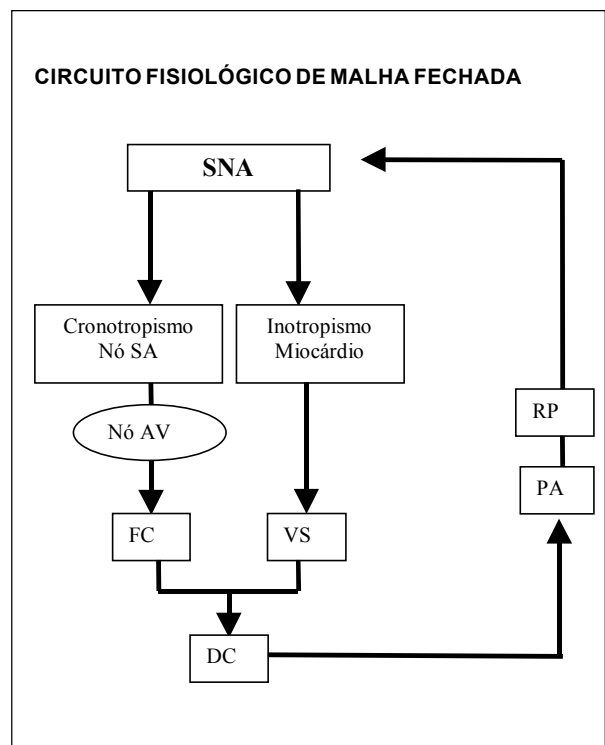 CIRCUITO FISIOLÓGICO DE MALHA FECHADA
SNA
Cronotropismo
Nó SA
Inotropismo
Miocárdio
Nó AV
RP
PA
FC
VS
DC